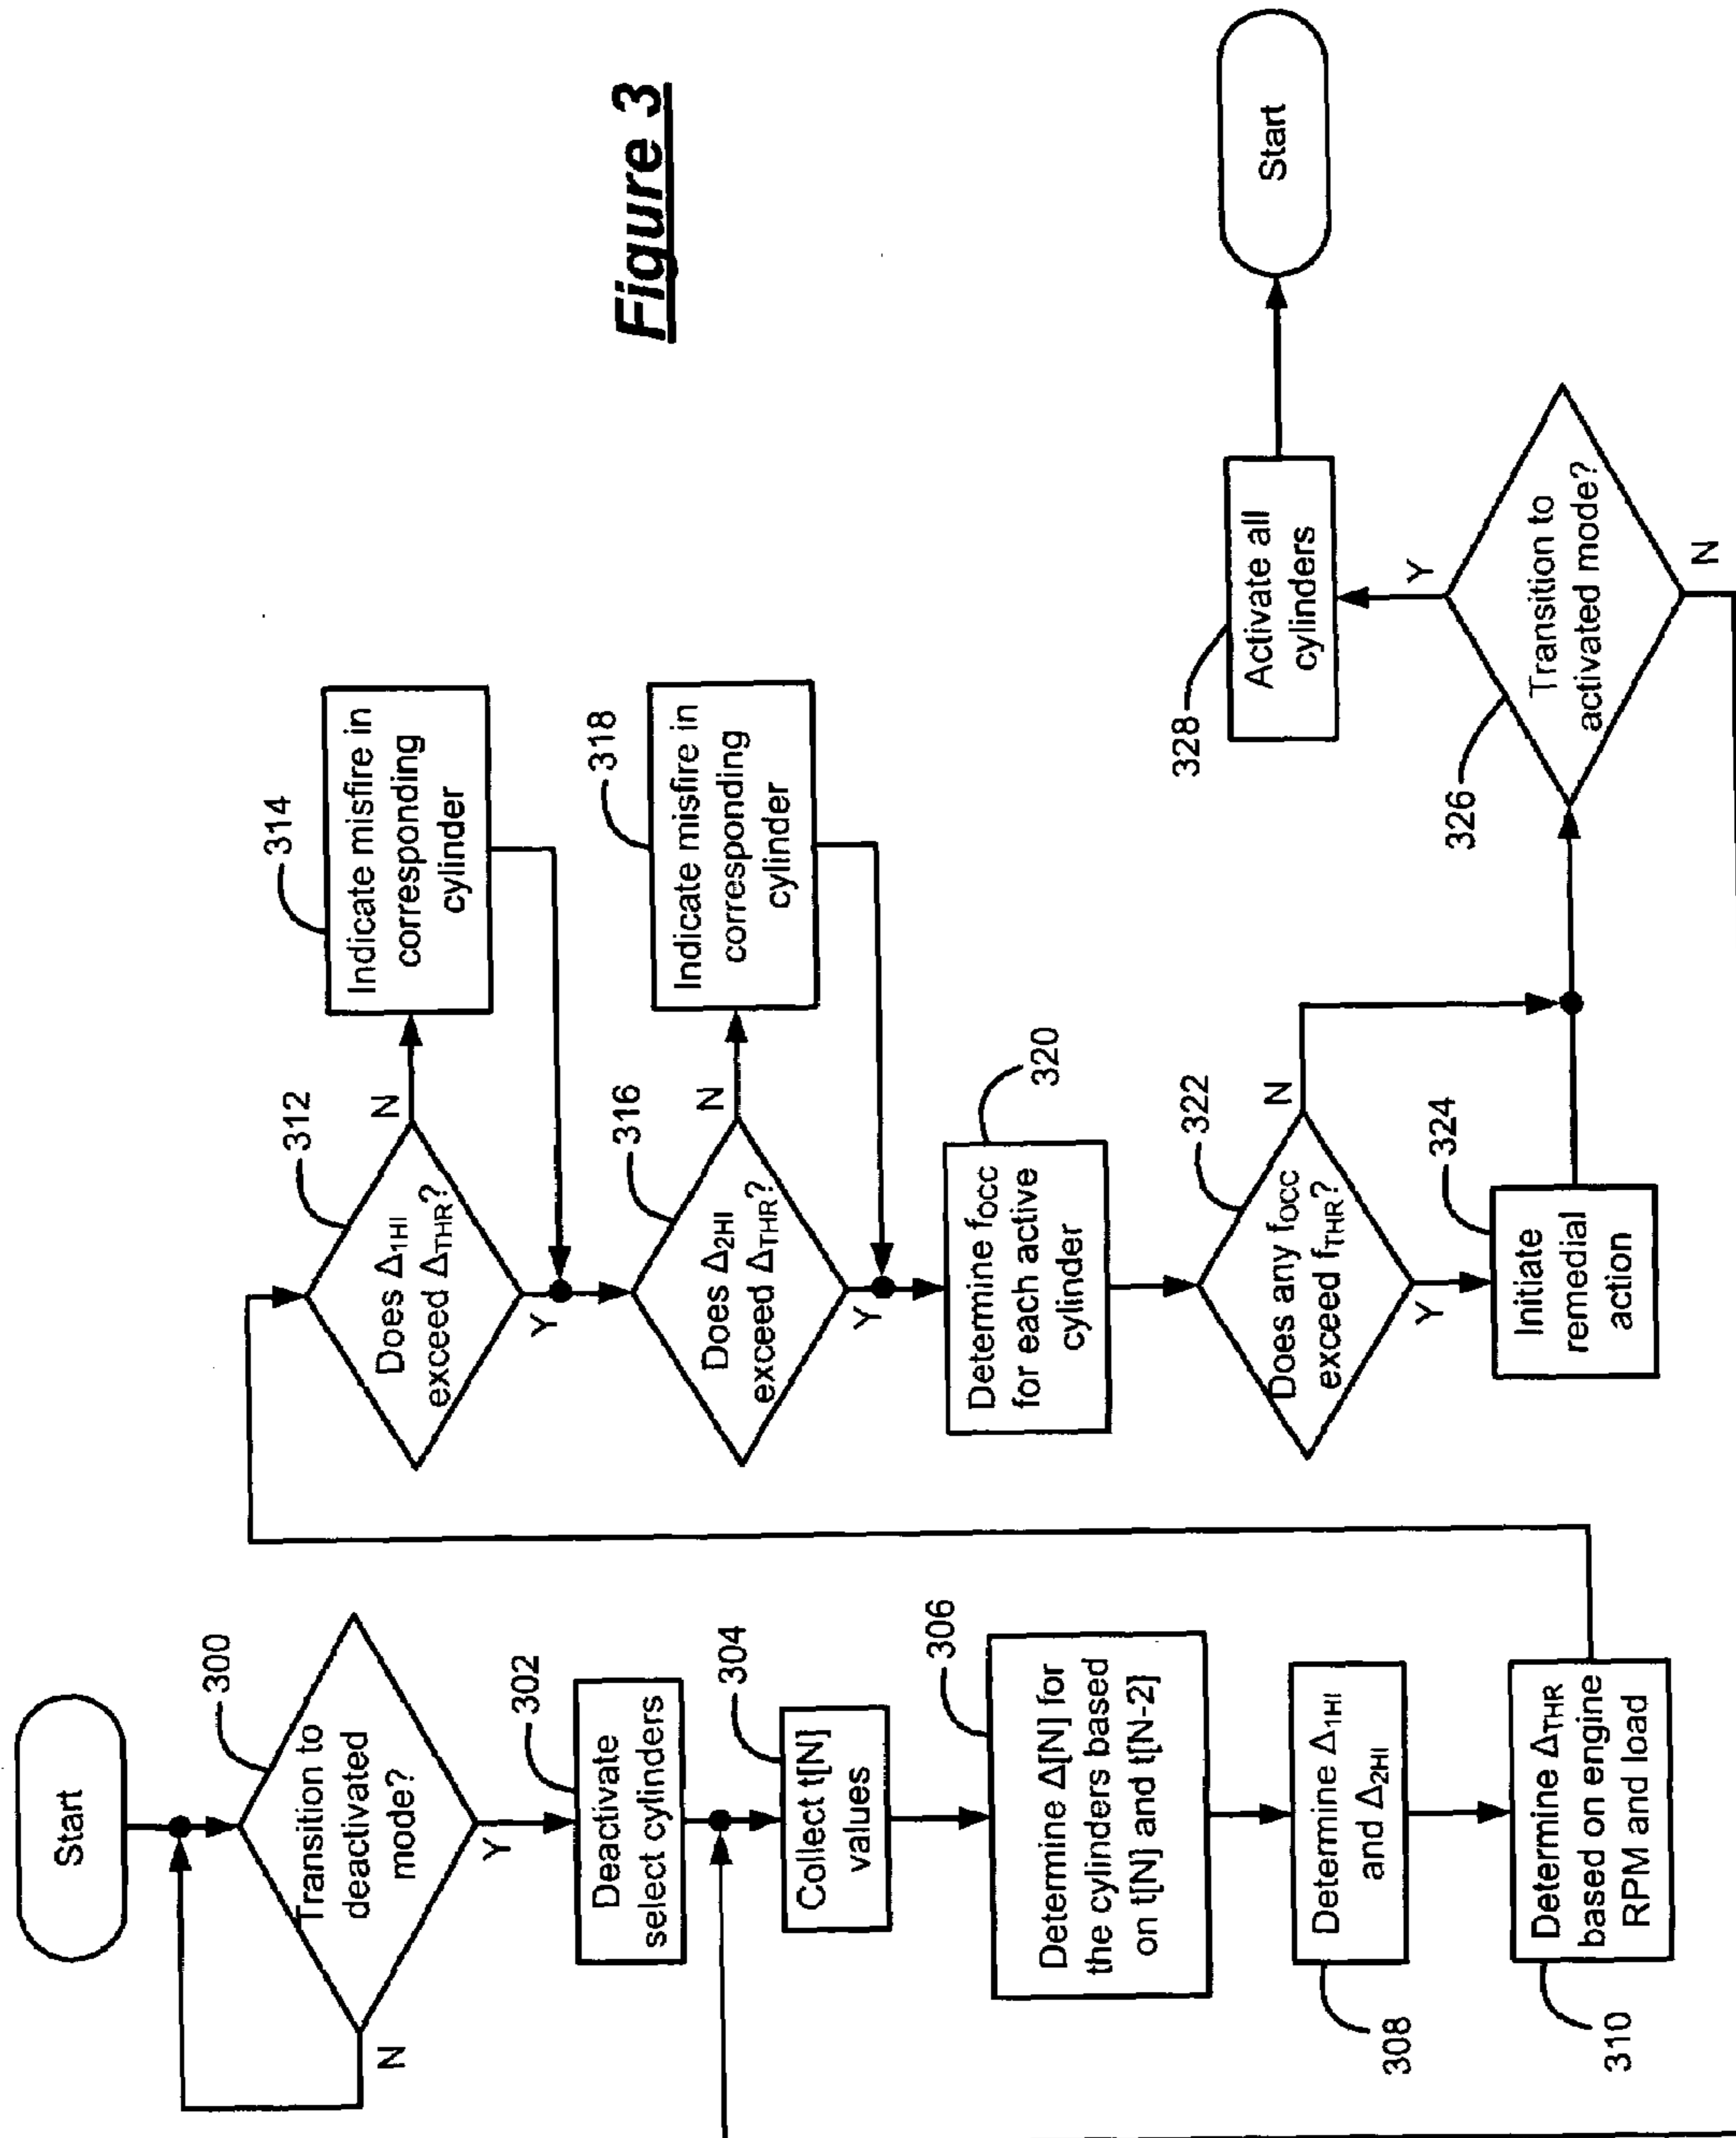 Start
300
Transition to
deactivated
mode?
N
Y
302
Deactivate
select cylinders
304
Collect t[N]
values
306
Determine Δ[N] for
the cylinders based
on t[N] and t[N-2]
308
Determine Δ1HI
and Δ2HI
310
Determine ΔTHR
based on engine
RPM and load
312
Does Δ1HI
exceed ΔTHR?
N
Y
314
Indicate misfire in
corresponding
cylinder
316
Does Δ2HI
exceed ΔTHR?
N
Y
318
Indicate misfire in
corresponding
cylinder
320
Determine fOCC
for each active
cylinder
322
Does any fOCC
exceed fTHR?
N
Y
324
Initiate
remedial
action
326
Transition to
activated mode?
Y
N
328
Activate all
cylinders
Start
Figure 3